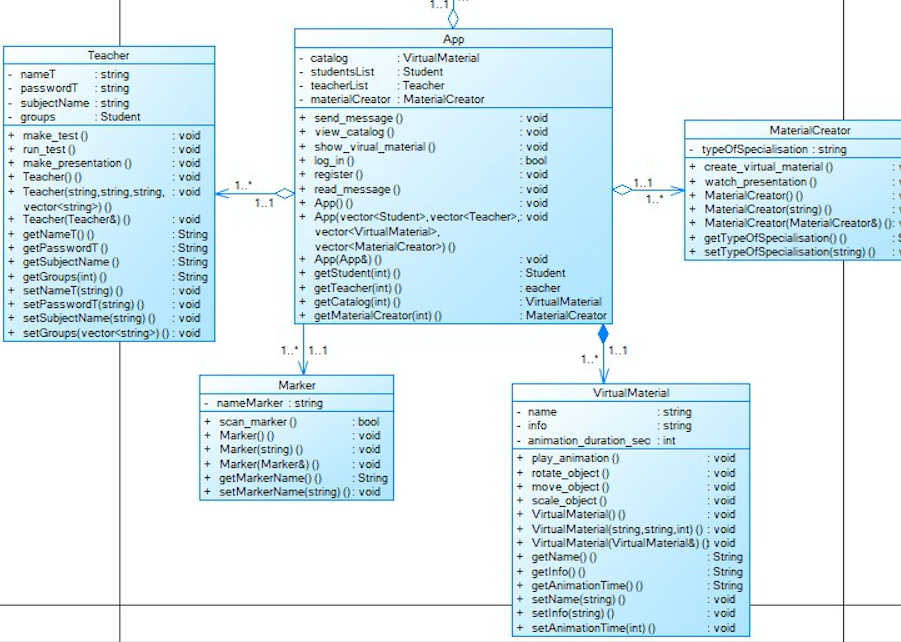 1..1
App
- catalog : VirtualMaterial
- studentsList : Student
- teacherList : Teacher
- materialCreator : MaterialCreator
+ send_message () : void
+ view_catalog () : void
+ show_virual_material () : void
+ log_in () : bool
+ register () : void
+ read_message () : void
+ App() () : void
+ App(vector<Student>,vector<Teacher>, : void
vector<VirtualMaterial>,
vector<MaterialCreator>) ()
+ App(App&) () : void
+ getStudent(int) () : Student
+ getTeacher(int) () : eacher
+ getCatalog(int) () : VirtualMaterial
+ getMaterialCreator(int) () : MaterialCreator
Teacher
- nameT : string
- passwordT : string
- subjectName : string
- groups : Student
+ make_test () : void
+ run_test () : void
+ make_presentation () : void
+ Teacher() () : void
+ Teacher(string,string,string, : void
vector<string>) ()
+ Teacher(Teacher&) () : void
+ getNameT () () : String
+ getPasswordT () : String
+ getSubjectName () : String
+ getGroups(int) () : String
+ setNameT(string) () : void
+ setPasswordT(string) () : void
+ setSubjectName(string) () : void
+ setGroups(vector<string>) () : void
1..*
1..1
1..1
1..*
MaterialCreator
- typeOfSpecialisation : string
+ create_virtual_material () :
+ watch_presentation () :
+ MaterialCreator() () :
+ MaterialCreator(string) () :
+ MaterialCreator(MaterialCreator&) () :
+ getTypeOfSpecialisation() () :
+ setTypeOfSpecialisation(string) () :
1..* 1..1
Marker
- nameMarker : string
+ scan_marker () : bool
+ Marker() () : void
+ Marker(string) () : void
+ Marker(Marker&) () : void
+ getMarkerName() () : String
+ setMarkerName(string) () : void
1..1
1..*
VirtualMaterial
- name : string
- info : string
- animation_duration_sec : int
+ play_animation () : void
+ rotate_object () : void
+ move_object () : void
+ scale_object () : void
+ VirtualMaterial() () : void
+ VirtualMaterial(string,string,int) () : void
+ VirtualMaterial(VirtualMaterial&) () : void
+ getName() () : String
+ getInfo() () : String
+ getAnimationTime() () : String
+ setName(string) () : void
+ setInfo(string) () : void
+ setAnimationTime(int) () : void